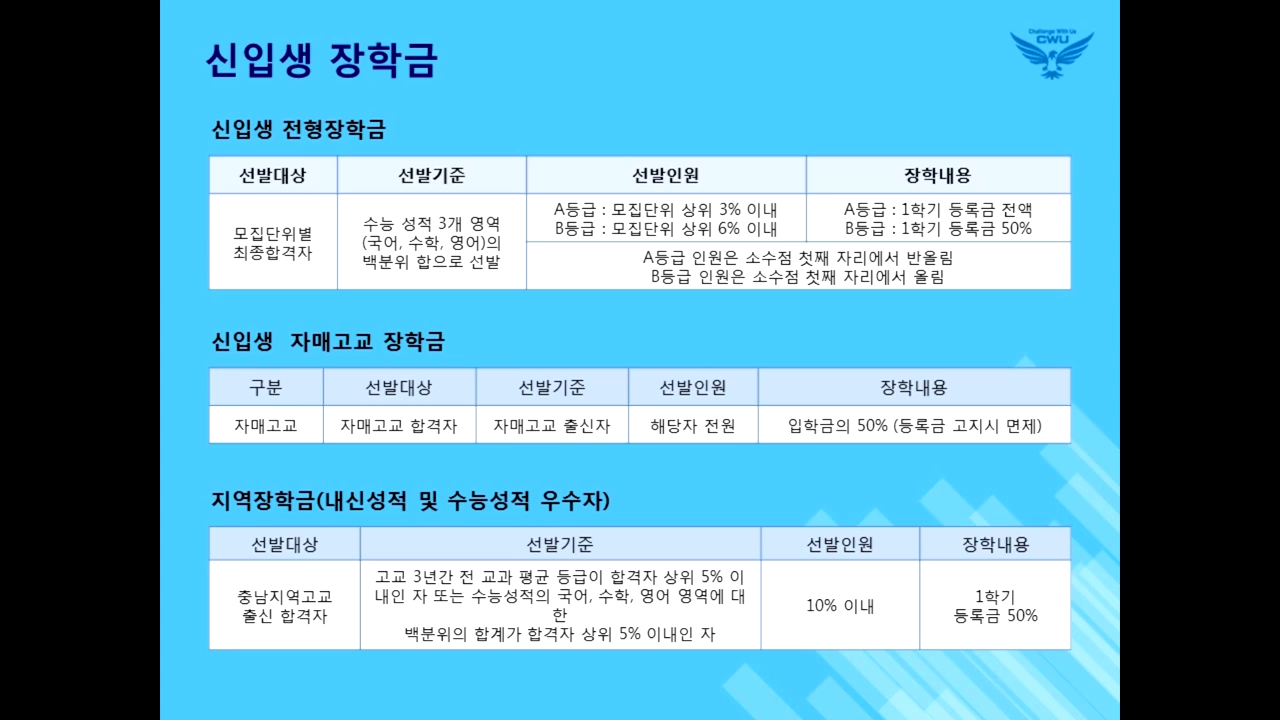 신입생 장학금
Challenge With Us
CWU
신입생 전형장학금
선발대상 선발기준 선발인원 장학내용
모집단위별
최종합격자
수능 성적 3개 영역
(국어, 수학, 영어)의
백분위 합으로 선발
A등급 : 모집단위 상위 3% 이내
B등급 : 모집단위 상위 6% 이내
A등급 : 1학기 등록금 전액
B등급 : 1학기 등록금 50%
A등급 인원은 소수점 첫째 자리에서 반올림
B등급 인원은 소수점 첫째 자리에서 올림
신입생 자매고교 장학금
구분 선발대상 선발기준 선발인원 장학내용
자매고교 자매고교 합격자 자매고교 출신자 해당자 전원 입학금의 50% (등록금 고지시 면제)
지역장학금(내신성적 및 수능성적 우수자)
선발대상 선발기준 선발인원 장학내용
충남지역고교
출신 합격자
고교 3년간 전 교과 평균 등급이 합격자 상위 5% 이
내인 자 또는 수능성적의 국어, 수학, 영어 영역에 대
한
백분위의 합계가 합격자 상위 5% 이내인 자
10% 이내
1학기
등록금 50%